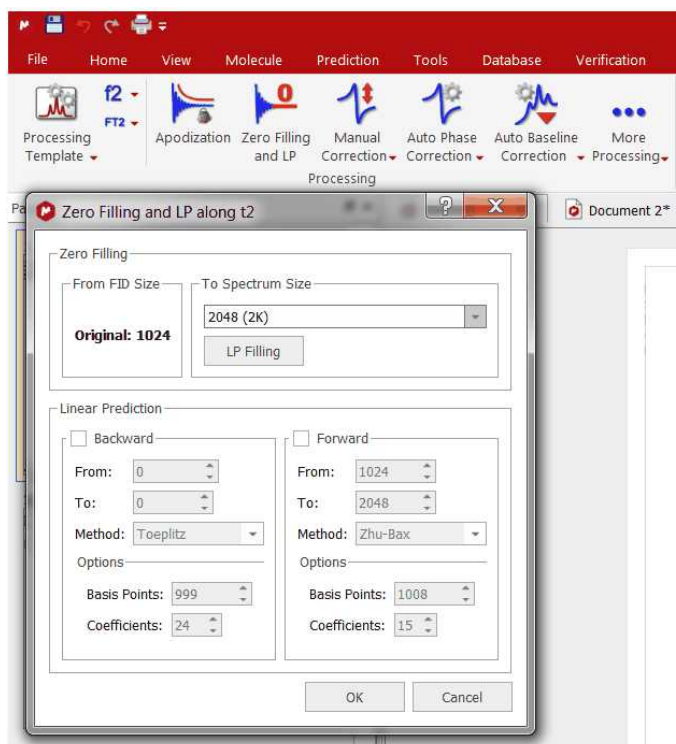 File Home View Molecule Prediction Tools Database Verification
f2
FT2
Processing Template
Apodization
Zero Filling and LP
Manual Correction
Auto Phase Correction
Auto Baseline Correction
More Processing
Processing
Pa
Zero Filling and LP along t2
Document 2*
Zero Filling
From FID Size
To Spectrum Size
Original: 1024
2048 (2K)
LP Filling
Linear Prediction
Backward
Forward
From: 0
From: 1024
To: 0
To: 2048
Method: Toeplitz
Method: Zhu-Bax
Options
Options
Basis Points: 999
Basis Points: 1008
Coefficients: 24
Coefficients: 15
OK
Cancel